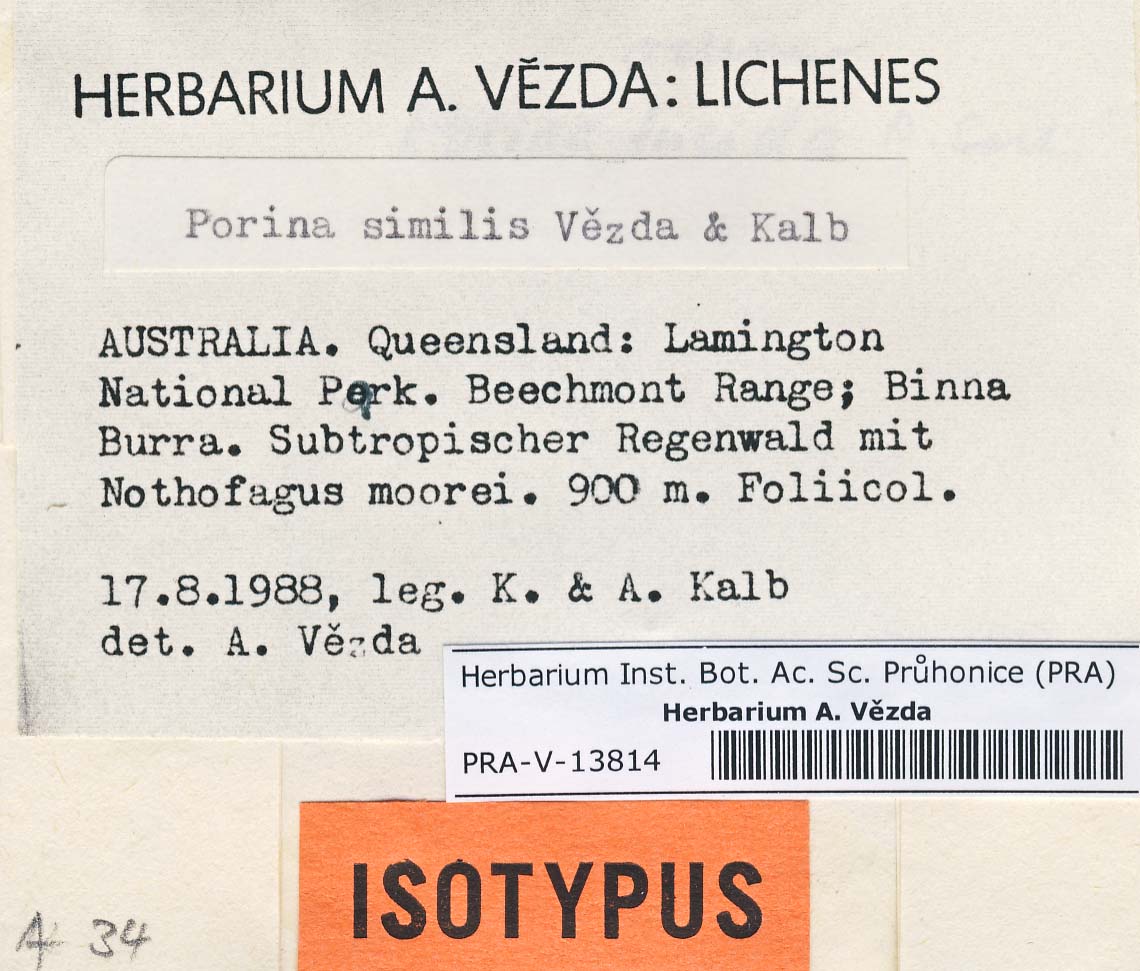 HERBARIUM A. VĚZDA: LICHENES
Porina similis Vězda & Kalb
AUSTRALIA. Queensland: Lamington
National Perk. Beechmont Range; Binna
Burra. Subtropischer Regenwald mit
Nothofagus moorei. 900 m. Foliicol.
17.8.1988, leg. K. & A. Kalb
det. A. Vězda
Herbarium Inst. Bot. Ac. Sc. Průhonice (PRA)
Herbarium A. Vězda
PRA-V-13814
ISOTYPUS
A 34